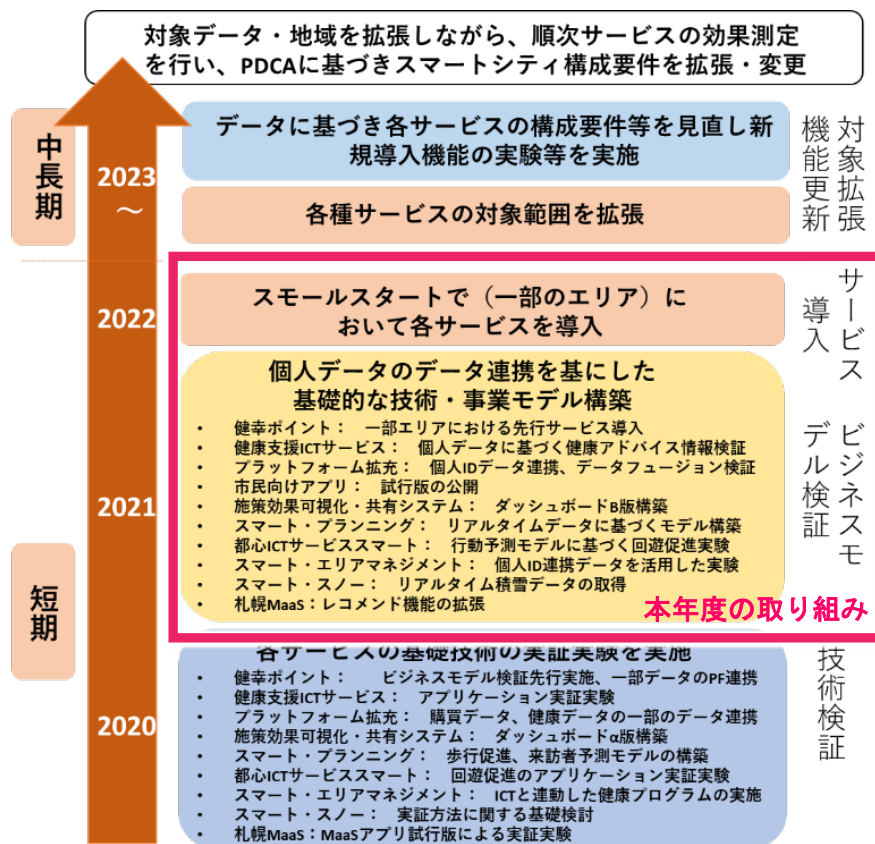 対象データ・地域を拡張しながら、順次サービスの効果測定
を行い、PDCAに基づきスマートシティ構成要件を拡張・変更
中長期
2023
～
データに基づき各サービスの構成要件等を見直し新
規導入機能の実験等を実施
各種サービスの対象範囲を拡張
対象拡張
機能更新
2022
スモールスタートで（一部のエリア）に
おいて各サービスを導入
サービス
導入
短期
2021
個人データのデータ連携を基にした
基礎的な技術・事業モデル構築
• 健幸ポイント： 一部エリアにおける先行サービス導入
• 健康支援ICTサービス： 個人データに基づく健康アドバイス情報検証
• プラットフォーム拡充： 個人IDデータ連携、データフュージョン検証
• 市民向けアプリ： 試行版の公開
• 施策効果可視化・共有システム： ダッシュボードB版構築
• スマート・プランニング： リアルタイムデータに基づくモデル構築
• 都心ICTサービススマート： 行動予測モデルに基づく回遊促進実験
• スマート・エリアマネジメント： 個人ID連携データを活用した実験
• スマート・スノー： リアルタイム積雪データの取得
• 札幌MaaS：レコメンド機能の拡張
本年度の取り組み
ビジネスモ
デル検証
2020
各サービスの基礎技術の実証実験を実施
• 健幸ポイント： ビジネスモデル検証先行実施、一部データのPF連携
• 健康支援ICTサービス： アプリケーション実証実験
• プラットフォーム拡充： 購買データ、健康データの一部のデータ連携
• 施策効果可視化・共有システム： ダッシュボードα版構築
• スマート・プランニング： 歩行促進、来訪者予測モデルの構築
• 都心ICTサービススマート： 回遊促進のアプリケーション実証実験
• スマート・エリアマネジメント： ICTと連動した健康プログラムの実施
• スマート・スノー： 実証方法に関する基礎検討
• 札幌MaaS：MaaSアプリ試行版による実証実験
技術検証